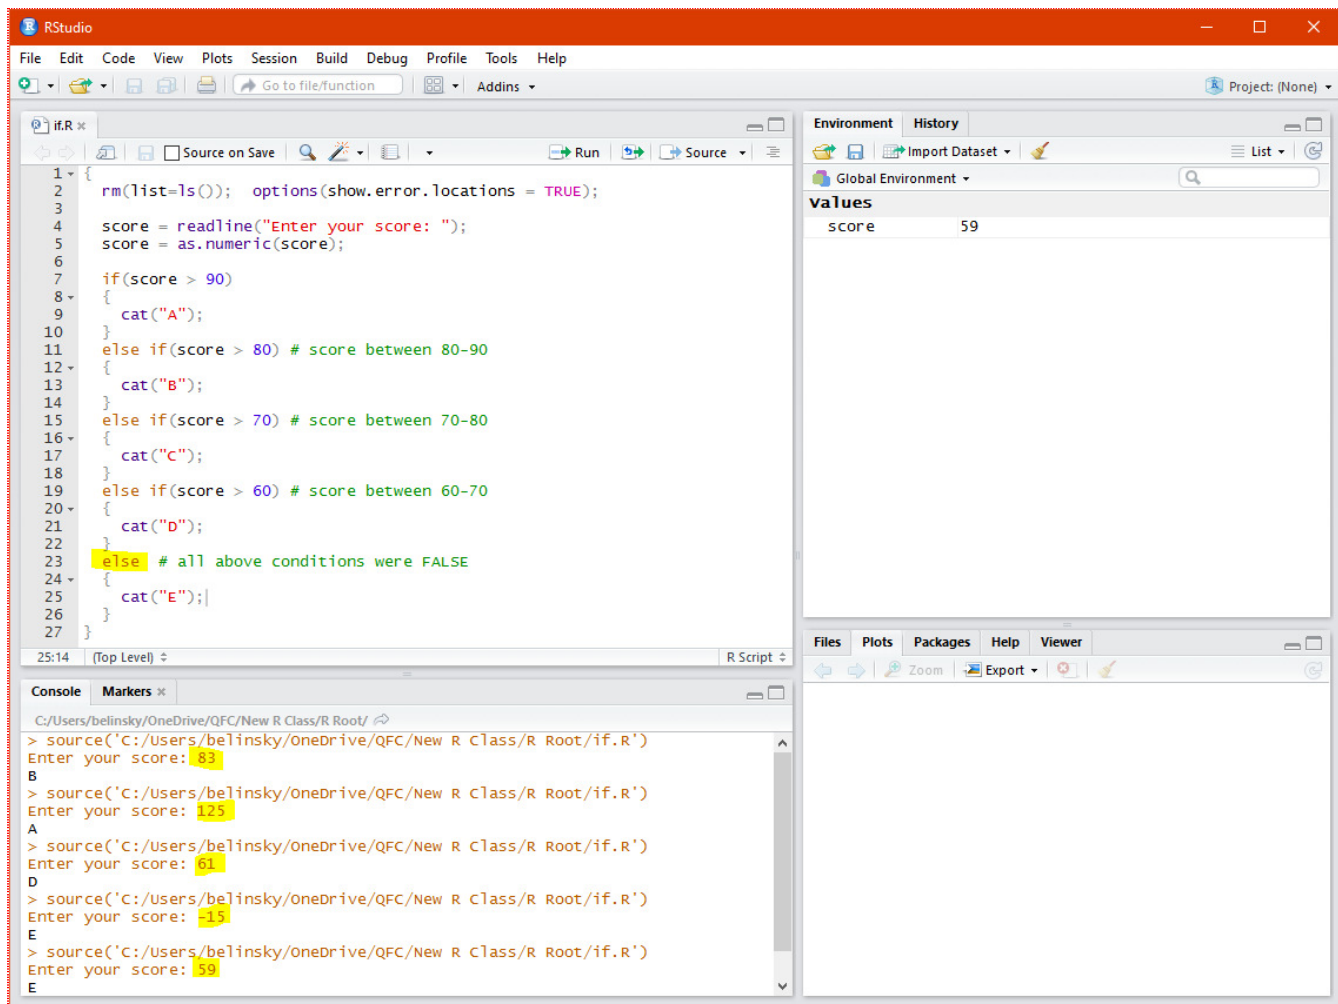 RStudio
File Edit Code View Plots Session Build Debug Profile Tools Help
Go to file/function Addins Project: (None)
if.R
Source on Save Run Source
1 {
2 rm(list=ls()); options(show.error.locations = TRUE);
3
4 score = readline("Enter your score: ");
5 score = as.numeric(score);
6
7 if(score > 90)
8 {
9 cat("A");
10 }
11 else if(score > 80) # score between 80-90
12 {
13 cat("B");
14 }
15 else if(score > 70) # score between 70-80
16 {
17 cat("C");
18 }
19 else if(score > 60) # score between 60-70
20 {
21 cat("D");
22 }
23 else # all above conditions were FALSE
24 {
25 cat("E");
26 }
27 }
25:14 (Top Level) R Script
Console Markers
C:/Users/belinsky/OneDrive/QFC/New R Class/R Root/
> source('C:/Users/belinsky/OneDrive/QFC/New R Class/R Root/if.R')
Enter your score: 83
B
> source('C:/Users/belinsky/OneDrive/QFC/New R Class/R Root/if.R')
Enter your score: 125
A
> source('C:/Users/belinsky/OneDrive/QFC/New R Class/R Root/if.R')
Enter your score: 61
D
> source('C:/Users/belinsky/OneDrive/QFC/New R Class/R Root/if.R')
Enter your score: -15
E
> source('C:/Users/belinsky/OneDrive/QFC/New R Class/R Root/if.R')
Enter your score: 59
E
Environment History
Import Dataset List
Global Environment
Values
score 59
Files Plots Packages Help Viewer
Zoom Export